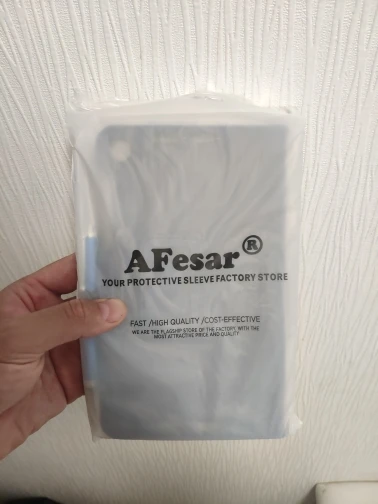 AFesar®
YOUR PROTECTIVE SLEEVE FACTORY STORE
FAST /HIGH QUALITY /COST-EFFECTIVE
WE ARE THE FLAGSHIP STORE OF THE FACTORY, WITH THE
MOST ATTRACTIVE PRICE AND QUALITY